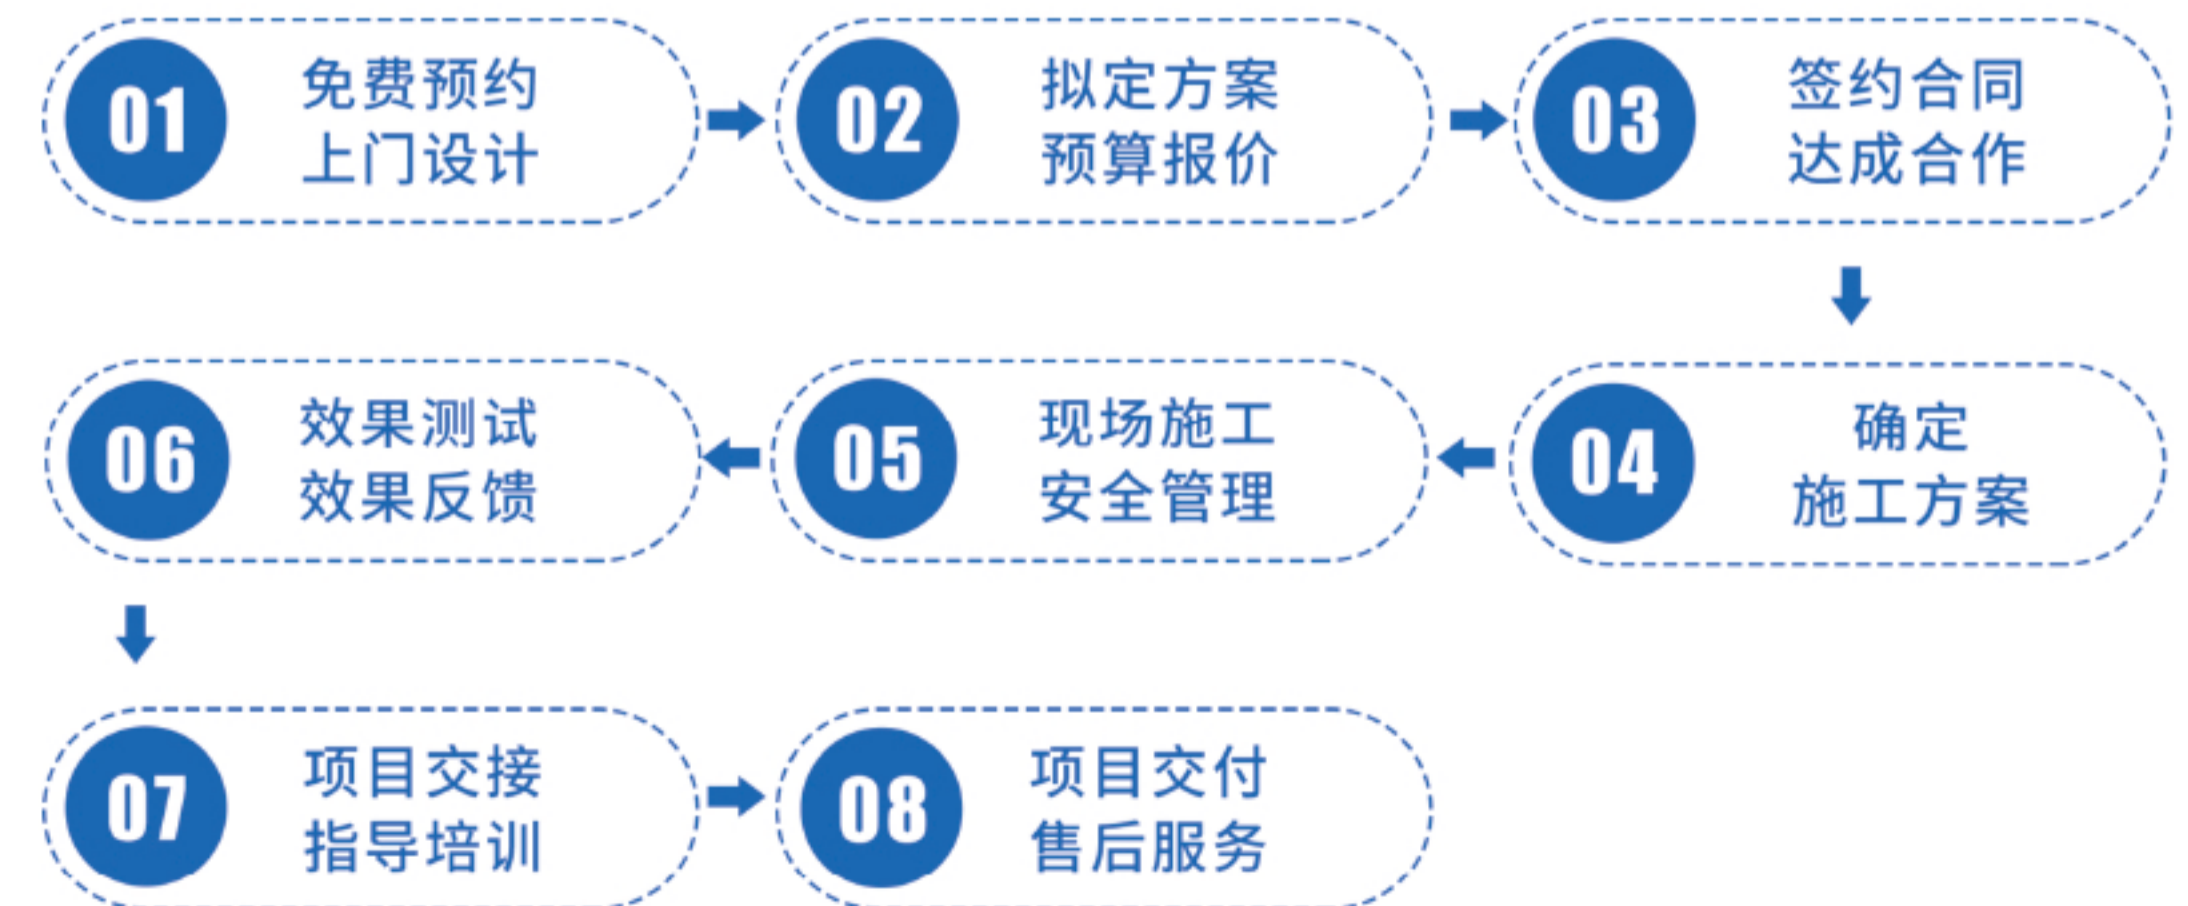 01
免费预约
上门设计
02
拟定方案
预算报价
03
签约合同
达成合作
04
确定
施工方案
05
现场施工
安全管理
06
效果测试
效果反馈
07
项目交接
指导培训
08
项目交付
售后服务